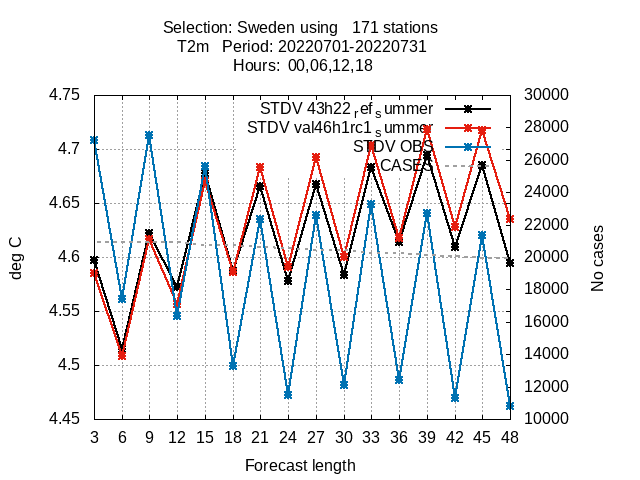 Selection: Sweden using 171 stations
T2m Period: 20220701-20220731
Hours: 00,06,12,18
STDV 43h22ref summer
STDV val46h1rc1summer
STDV OBS
CASES
4.75
4.7
4.65
4.6
4.55
4.5
4.45
deg C
30000
28000
26000
24000
22000
20000
18000
16000
14000
12000
10000
No cases
3 6 9 12 15 18 21 24 27 30 33 36 39 42 45 48
Forecast length